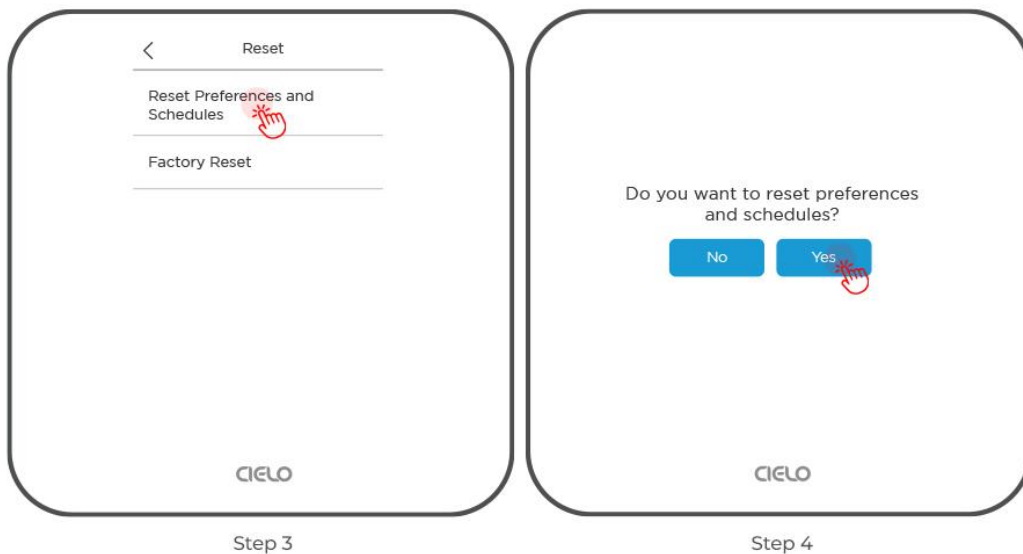 Reset
Reset Preferences and
Schedules
Factory Reset
CIELO
Step 3
Do you want to reset preferences
and schedules?
No
Yes
CIELO
Step 4